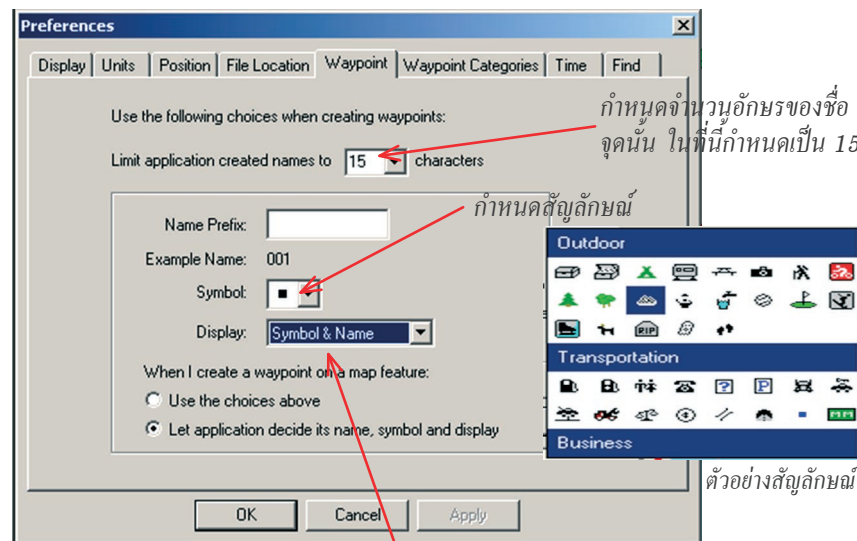 Preferences
Display Units Position File Location Waypoint Waypoint Categories Time Find
Use the following choices when creating waypoints:
กำหนดจำนวนอักษรของชื่อ
จุดนั้น ในที่นี้กำหนดเป็น 15
Limit application created names to 15 characters
กำหนดสัญลักษณ์
Name Prefix:
Example Name: 001
Symbol:
Display: Symbol & Name
When I create a waypoint on a map feature:
Use the choices above
Let application decide its name, symbol and display
Outdoor
RIP
Transportation
? P
Business
ตัวอย่างสัญลักษณ์
OK Cancel Apply